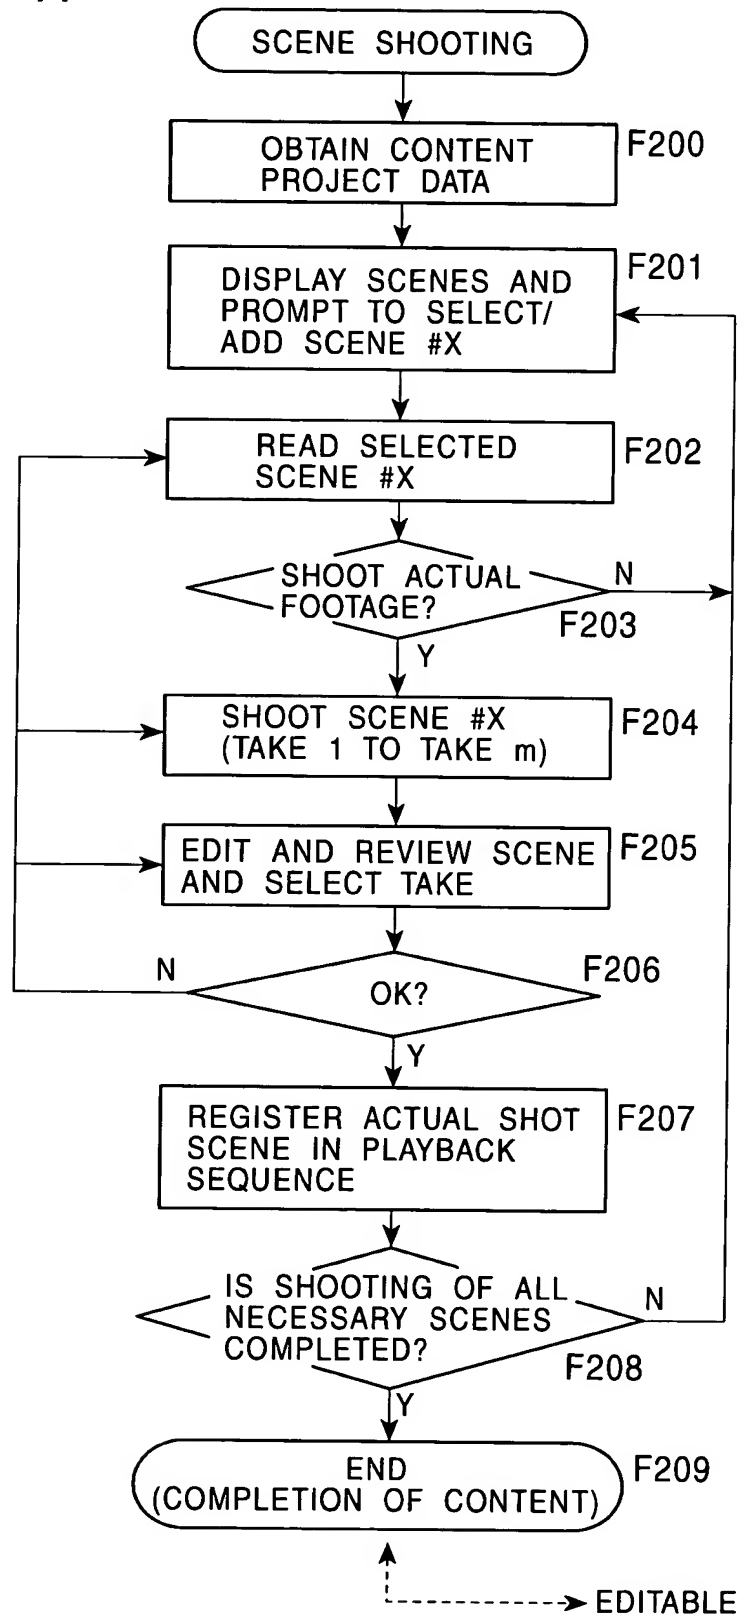 SCENE SHOOTING
OBTAIN CONTENT
PROJECT DATA
F200
DISPLAY SCENES AND
PROMPT TO SELECT/
ADD SCENE #X
F201
READ SELECTED
SCENE #X
F202
SHOOT ACTUAL
FOOTAGE?
N
F203
Y
SHOOT SCENE #X
(TAKE 1 TO TAKE m)
F204
EDIT AND REVIEW SCENE
AND SELECT TAKE
F205
N
OK?
F206
Y
REGISTER ACTUAL SHOT
SCENE IN PLAYBACK
SEQUENCE
F207
IS SHOOTING OF ALL
NECESSARY SCENES
COMPLETED?
N
F208
Y
END
(COMPLETION OF CONTENT)
F209
EDITABLE